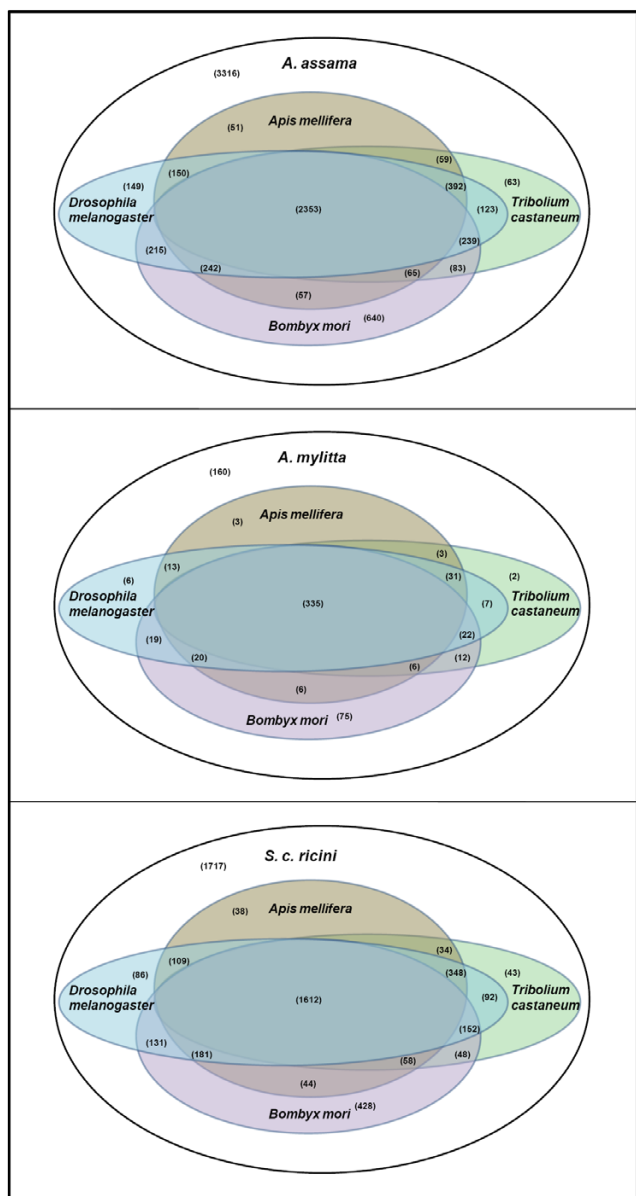 A. assama
(3316)
Apis mellifera
(51)
(59)
(149)
(150)
(392)
(63)
Drosophila
melanogaster
(2353)
(123)
Tribolium
castaneum
(215)
(239)
(242)
(65)
(83)
(57)
Bombyx mori
(640)
A. mylitta
(160)
Apis mellifera
(3)
(3)
(6)
(13)
(31)
(2)
Drosophila
melanogaster
(335)
(7)
Tribolium
castaneum
(19)
(22)
(20)
(6)
(12)
(6)
Bombyx mori
(75)
S. c. ricini
(1717)
Apis mellifera
(38)
(34)
(86)
(109)
(348)
(43)
Drosophila
melanogaster
(1612)
(92)
Tribolium
castaneum
(131)
(152)
(181)
(58)
(48)
(44)
Bombyx mori
(428)